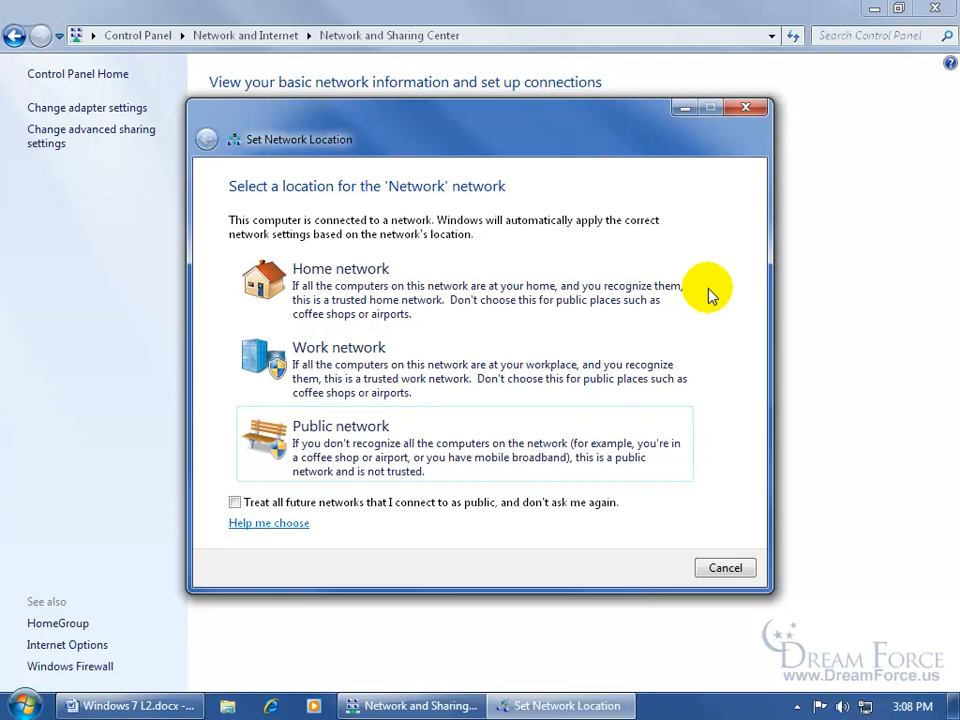 Control Panel Network and Internet Network and Sharing Center Search Control Panel
Control Panel Home
View your basic network information and set up connections
Change adapter settings
Change advanced sharing
settings
Set Network Location
Select a location for the 'Network' network
This computer is connected to a network. Windows will automatically apply the correct
network settings based on the network's location.
Home network
If all the computers on this network are at your home, and you recognize them,
this is a trusted home network. Don't choose this for public places such as
coffee shops or airports.
Work network
If all the computers on this network are at your workplace, and you recognize
them, this is a trusted work network. Don't choose this for public places such as
coffee shops or airports.
Public network
If you don't recognize all the computers on the network (for example, you're in
a coffee shop or airport, or you have mobile broadband), this is a public
network and is not trusted.
Treat all future networks that I connect to as public, and don't ask me again.
Help me choose
Cancel
See also
HomeGroup
Internet Options
Windows Firewall
DREAM FORCE
www.DreamForce.us
Windows 7 L2.docx -... Network and Sharing... Set Network Location 3:08 PM